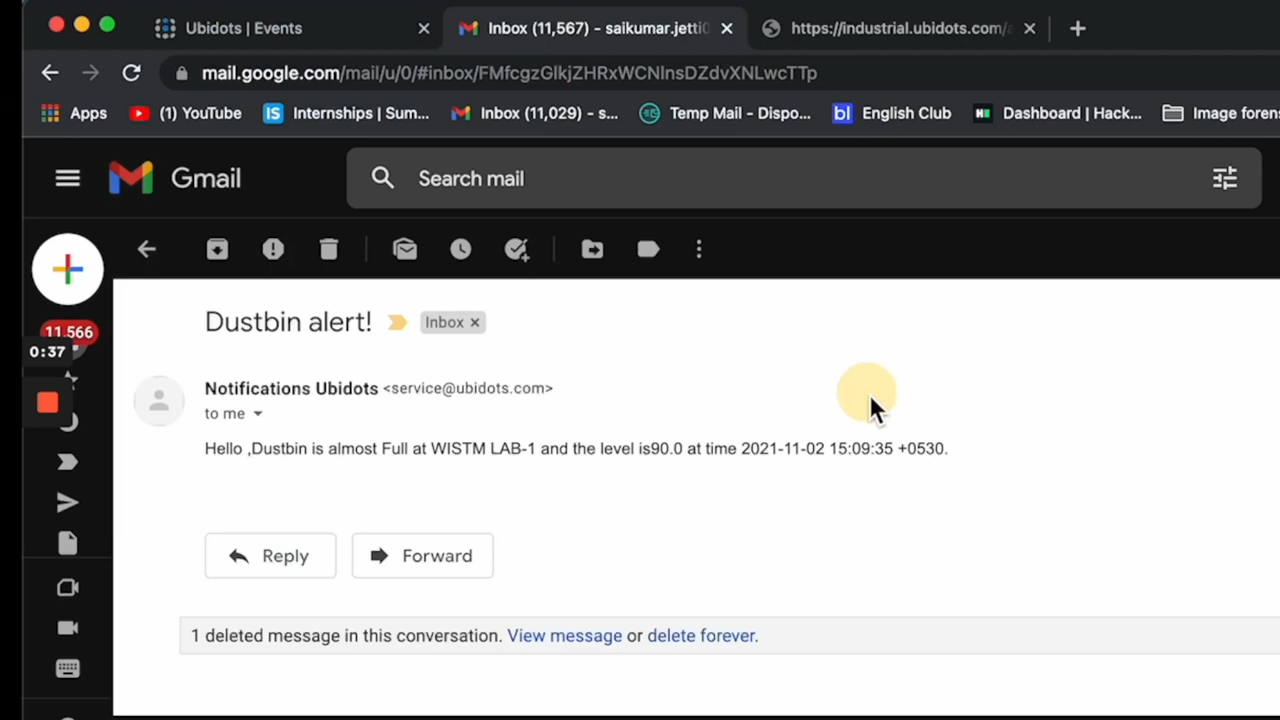 Ubidots | Events
Inbox (11,567) - saikumar.jetti
https://industrial.ubidots.com/
mail.google.com/mail/u/0/#inbox/FMfcgzGlkjZHRxWCNlnsDZdvXNLwcTTp
Apps
(1) YouTube
IS Internships | Sum...
Inbox (11,029) - s...
Temp Mail - Dispo...
bl English Club
Dashboard | Hack...
Image foren
Gmail
Search mail
11,566
0:37
Dustbin alert!
Inbox ×
Notifications Ubidots <service@ubidots.com>
to me
Hello ,Dustbin is almost Full at WISTM LAB-1 and the level is90.0 at time 2021-11-02 15:09:35 +0530.
Reply
Forward
1 deleted message in this conversation. View message or delete forever.